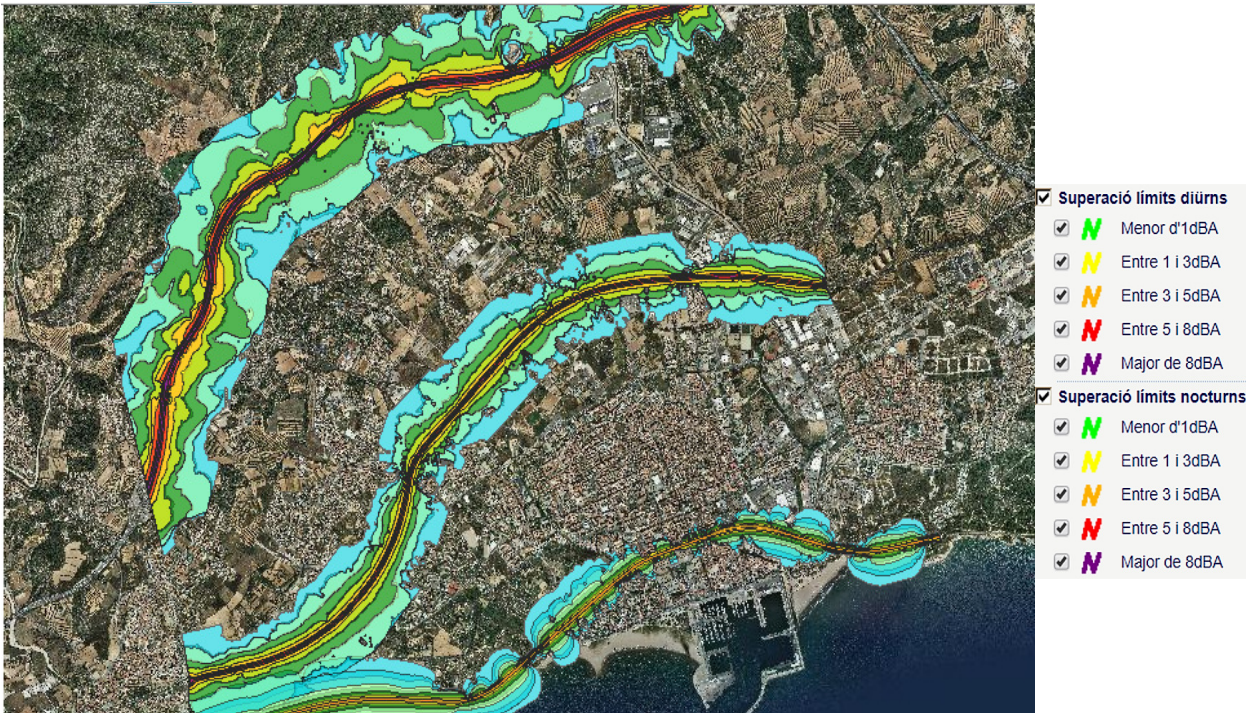 Superació límits diürns
Menor d'1dBA
Entre 1 i 3dBA
Entre 3 i 5dBA
Entre 5 i 8dBA
Major de 8dBA
Superació límits nocturns
Menor d'1dBA
Entre 1 i 3dBA
Entre 3 i 5dBA
Entre 5 i 8dBA
Major de 8dBA